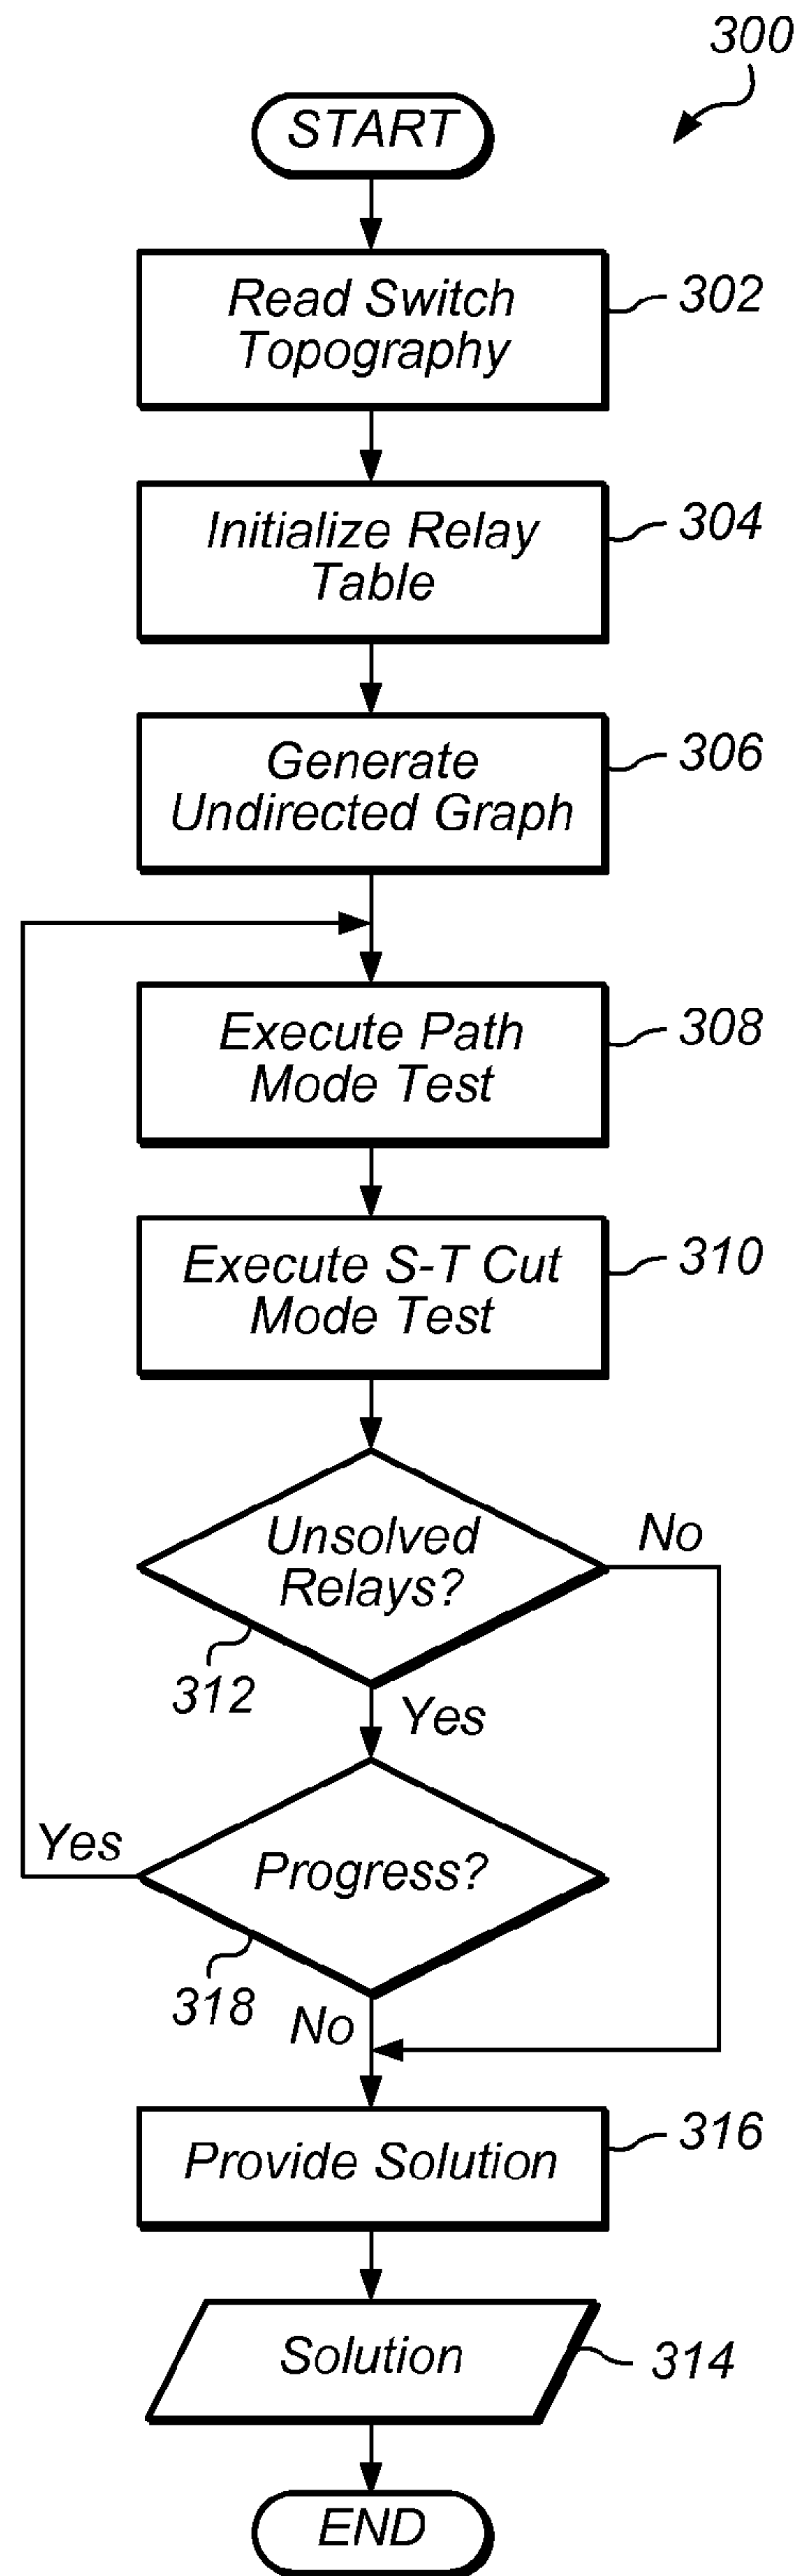 300
START
Read Switch
Topography
302
Initialize Relay
Table
304
Generate
Undirected Graph
306
Execute Path
Mode Test
308
Execute S-T Cut
Mode Test
310
Unsolved
Relays?
No
312
Yes
Progress?
Yes
318
No
Provide Solution
316
Solution
314
END